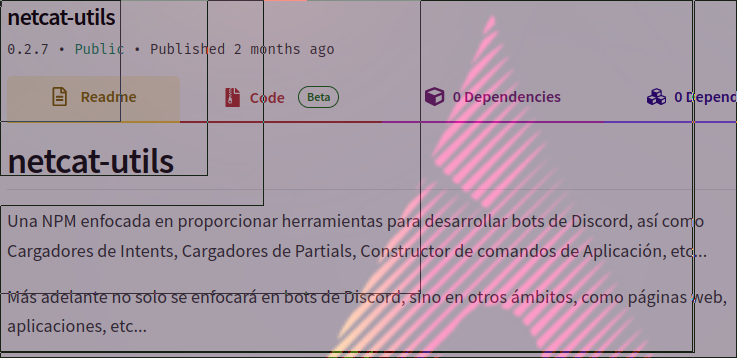 netcat-utils
0.2.7 • Public • Published 2 months ago
Readme Code Beta 0 Dependencies 0 Depend
netcat-utils
Una NPM enfocada en proporcionar herramientas para desarrollar bots de Discord, así como
Cargadores de Intents, Cargadores de Partials, Constructor de comandos de Aplicación, etc...
Más adelante no solo se enfocará en bots de Discord, sino en otros ámbitos, como páginas web,
aplicaciones, etc...